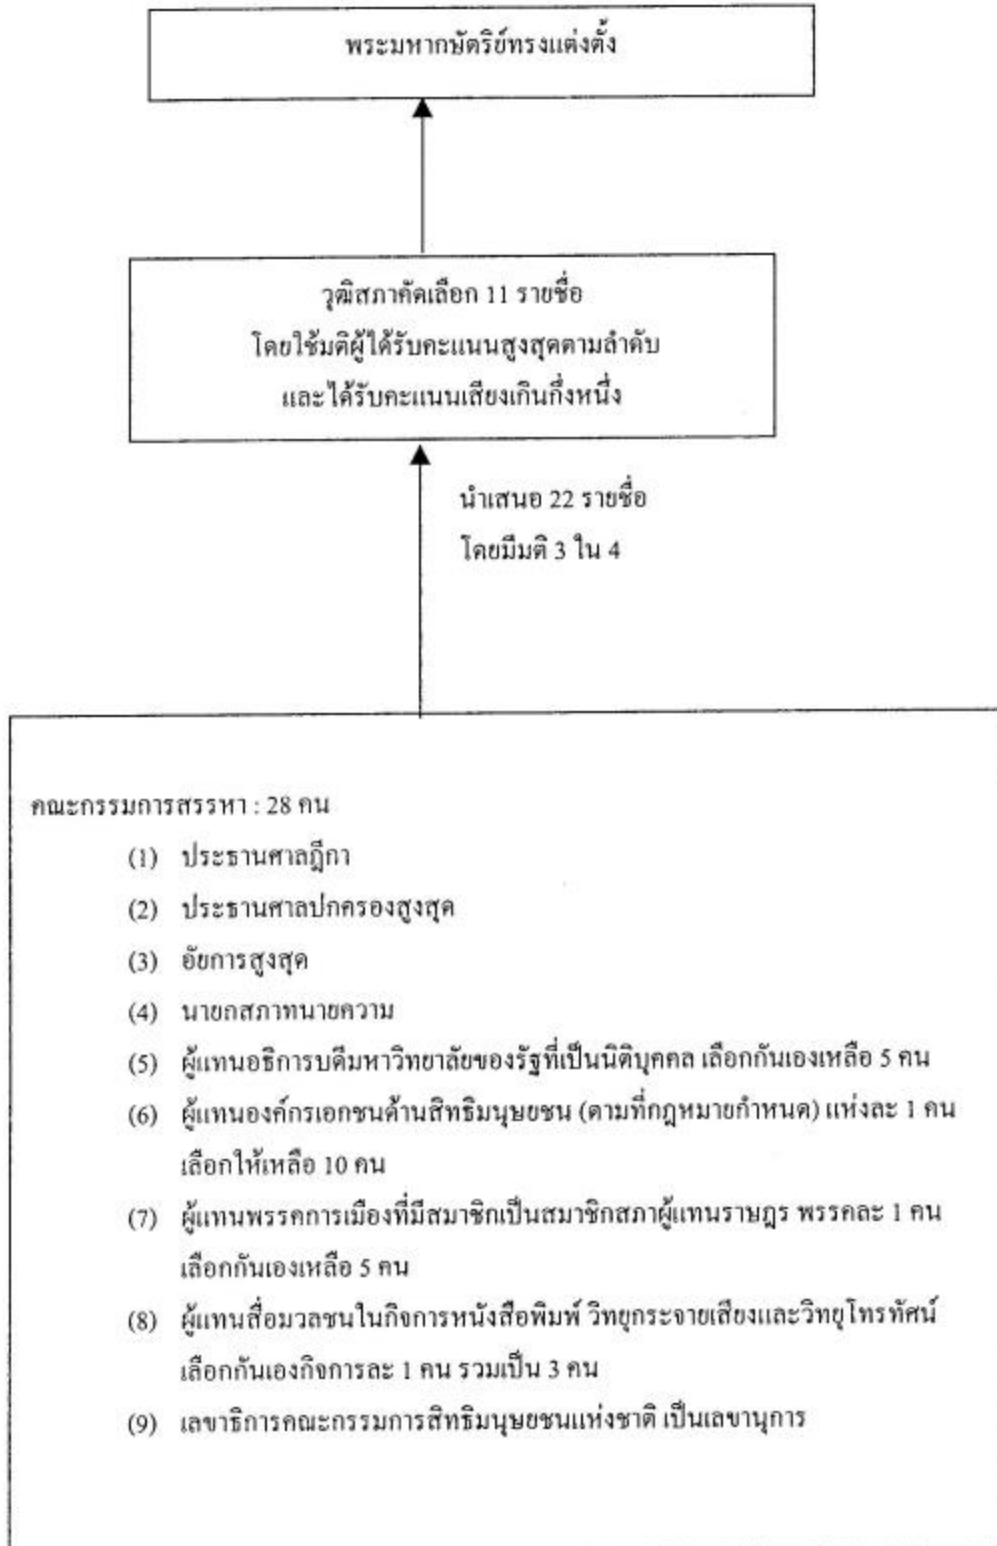 พระมหากษัตริย์ทรงแต่งตั้ง
วุฒิสภาคัดเลือก 11 รายชื่อ
โดยใช้มติผู้ได้รับคะแนนสูงสุดตามลำดับ
และได้รับคะแนนเสียงเกินกึ่งหนึ่ง
นำเสนอ 22 รายชื่อ
โดยมีมติ 3 ใน 4
คณะกรรมการสรรหา : 28 คน
(1) ประธานศาลฎีกา
(2) ประธานศาลปกครองสูงสุด
(3) อัยการสูงสุด
(4) นายกสภาทนายความ
(5) ผู้แทนอธิการบดีมหาวิทยาลัยของรัฐที่เป็นนิติบุคคล เลือกกันเองเหลือ 5 คน
(6) ผู้แทนองค์กรเอกชนด้านสิทธิมนุษยชน (ตามที่กฎหมายกำหนด) แห่งละ 1 คน
เลือกให้เหลือ 10 คน
(7) ผู้แทนพรรคการเมืองที่มีสมาชิกเป็นสมาชิกสภาผู้แทนราษฎร พรรคละ 1 คน
เลือกกันเองเหลือ 5 คน
(8) ผู้แทนสื่อมวลชนในกิจการหนังสือพิมพ์ วิทยุกระจายเสียงและวิทยุโทรทัศน์
เลือกกันเองกิจการละ 1 คน รวมเป็น 3 คน
(9) เลขาธิการคณะกรรมการสิทธิมนุษยชนแห่งชาติ เป็นเลขานุการ